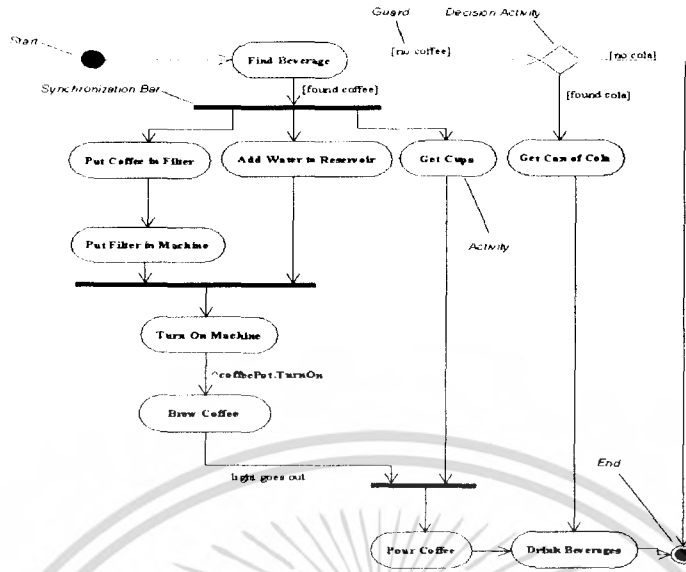 Guard
Decision Activity
Start
Find Beverage
[no coffee]
[no cola]
Synchronization Bar
[found coffee]
[found cola]
Put Coffee in Filter
Add Water to Reservoir
Get Cups
Get Can of Cola
Put Filter in Machine
Activity
Turn On Machine
^coffeePot.TurnOn
Brew Coffee
light goes out
End
Pour Coffee
Drink Beverages